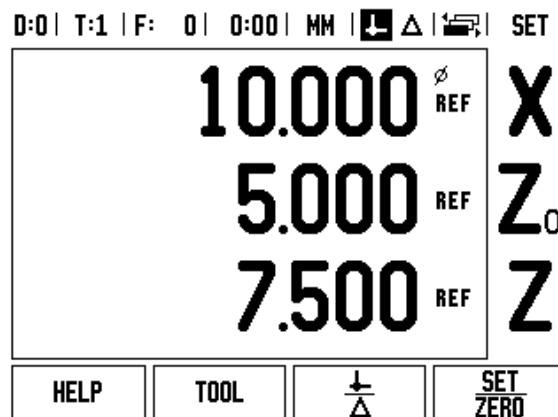 D:0 | T:1 | F: 0 | 0:00 | MM | Δ | | SET
10.000 Ø REF X
5.000 REF Z0
7.500 REF Z
HELP TOOL Δ SET
ZERO